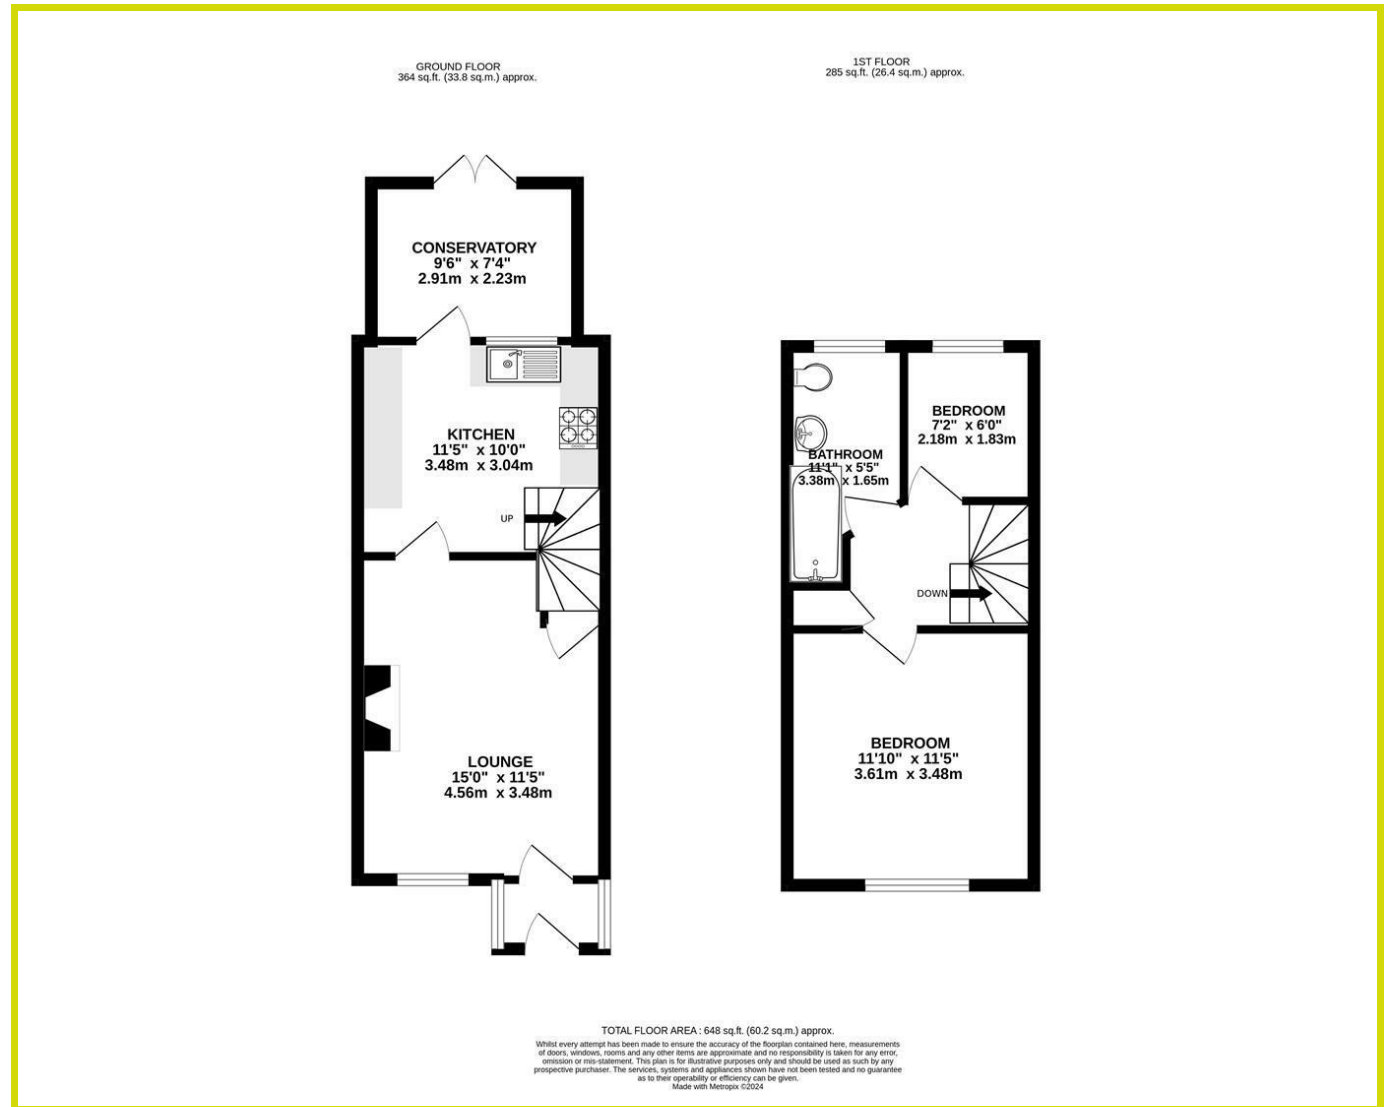 GROUND FLOOR
364 sq.ft. (33.8 sq.m.) approx.
1ST FLOOR
285 sq.ft. (26.4 sq.m.) approx.
CONSERVATORY
9'6" x 7'4"
2.91m x 2.23m
KITCHEN
11'5" x 10'0"
3.48m x 3.04m
UP
LOUNGE
15'0" x 11'5"
4.56m x 3.48m
BEDROOM
7'2" x 6'0"
2.18m x 1.83m
BATHROOM
11'1" x 5'5"
3.38m x 1.65m
DOWN
BEDROOM
11'10" x 11'5"
3.61m x 3.48m
TOTAL FLOOR AREA : 648 sq.ft. (60.2 sq.m.) approx.
Whilst every attempt has been made to ensure the accuracy of the floorplan contained here, measurements
of doors, windows, rooms and any other items are approximate and no responsibility is taken for any error,
omission or mis-statement. This plan is for illustrative purposes only and should be used as such by any
prospective purchaser. The services, systems and appliances shown have not been tested and no guarantee
as to their operability or efficiency can be given.
Made with Metropix ©2024